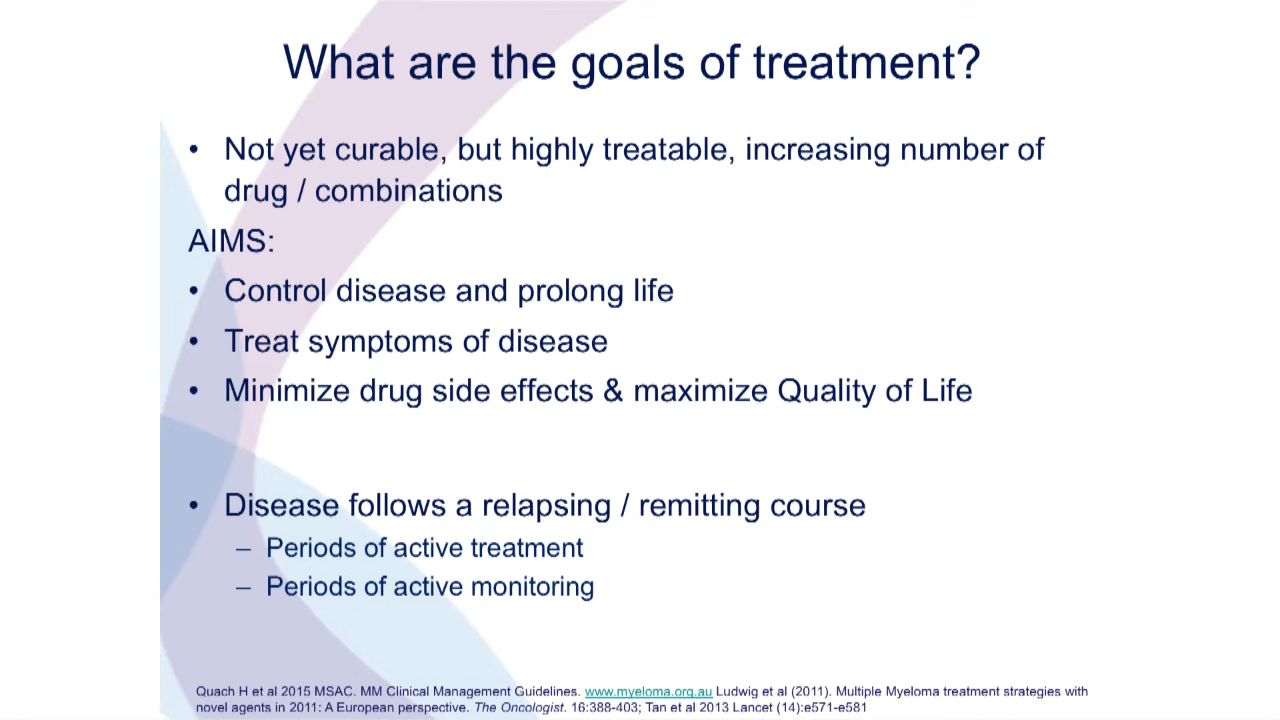 What are the goals of treatment?
• Not yet curable, but highly treatable, increasing number of
drug / combinations
AIMS:
• Control disease and prolong life
• Treat symptoms of disease
• Minimize drug side effects & maximize Quality of Life
• Disease follows a relapsing / remitting course
– Periods of active treatment
– Periods of active monitoring
Quach H et al 2015 MSAC. MM Clinical Management Guidelines. www.myeloma.org.au Ludwig et al (2011). Multiple Myeloma treatment strategies with
novel agents in 2011: A European perspective. The Oncologist. 16:388-403; Tan et al 2013 Lancet (14):e571-e581